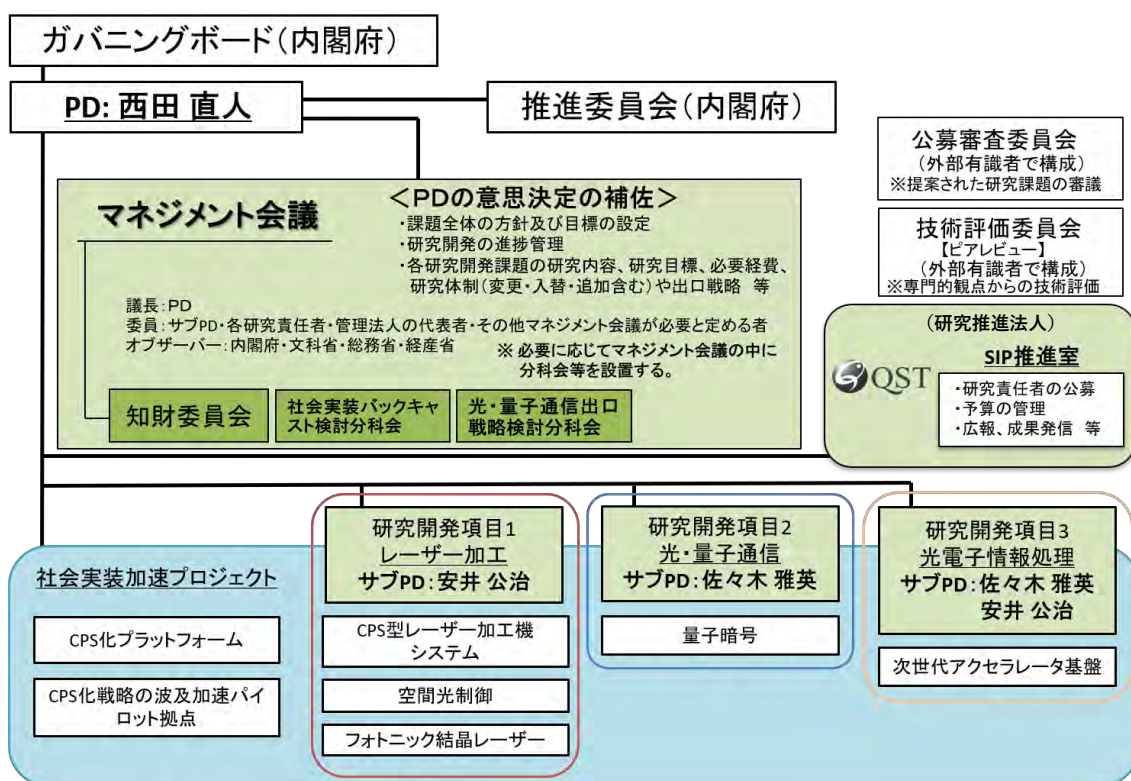 ガバニングボード（内閣府）
PD: 西田 直人
推進委員会（内閣府）
公募審査委員会
（外部有識者で構成）
※提案された研究課題の審議
技術評価委員会
【ピアレビュー】
（外部有識者で構成）
※専門的観点からの技術評価
マネジメント会議
＜PDの意思決定の補佐＞
・課題全体の方針及び目標の設定
・研究開発の進捗管理
・各研究開発課題の研究内容、研究目標、必要経費、
研究体制（変更・入替・追加含む）や出口戦略 等
議長：PD
委員：サブPD・各研究責任者・管理法人の代表者・その他マネジメント会議が必要と定める者
オブザーバー：内閣府・文科省・総務省・経産省
※ 必要に応じてマネジメント会議の中に
分科会等を設置する。
知財委員会
社会実装バックキャ
スト検討分科会
光・量子通信出口
戦略検討分科会
（研究推進法人）
SIP推進室
QST
・研究責任者の公募
・予算の管理
・広報、成果発信 等
社会実装加速プロジェクト
CPS化プラットフォーム
CPS化戦略の波及加速パイ
ロット拠点
研究開発項目1
レーザー加工
サブPD：安井 公治
CPS型レーザー加工機
システム
空間光制御
フォトニック結晶レーザー
研究開発項目2
光・量子通信
サブPD：佐々木 雅英
量子暗号
研究開発項目3
光電子情報処理
サブPD：佐々木 雅英
安井 公治
次世代アクセラレータ基盤